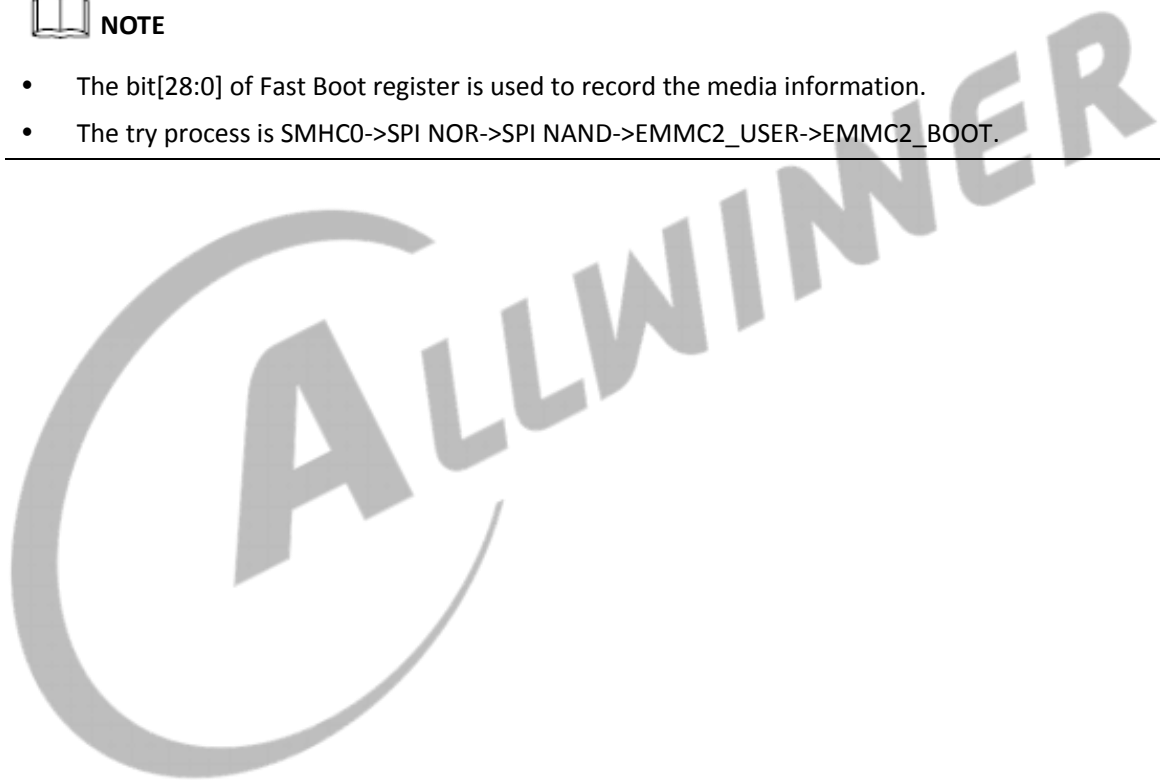 NOTE
• The bit[28:0] of Fast Boot register is used to record the media information.
• The try process is SMHC0->SPI NOR->SPI NAND->EMMC2_USER->EMMC2_BOOT.
ALLWINNER